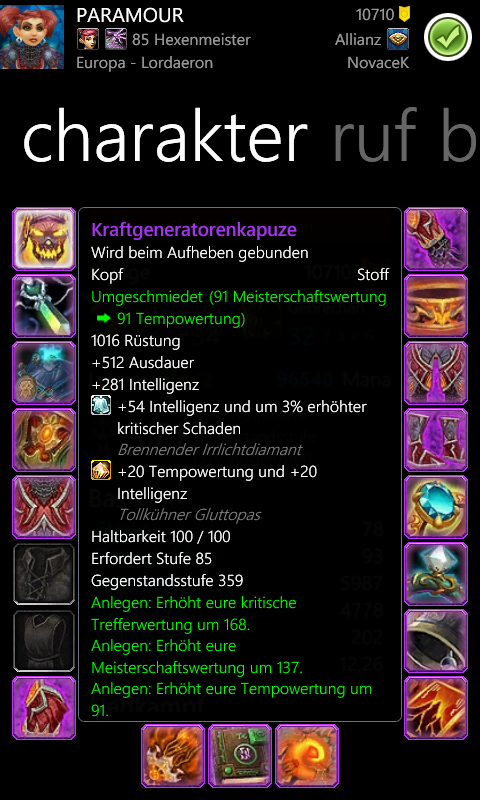 PARAMOUR
10710
85 Hexenmeister
Allianz
Europa - Lordaeron
NovaceK
charakter ruf b
Kraftgeneratorenkapuze
Wird beim Aufheben gebunden
Kopf Stoff
Umgeschmiedet (91 Meisterschaftswertung
91 Tempowertung)
1016 Rüstung
+512 Ausdauer
+281 Intelligenz
+54 Intelligenz und um 3% erhöhter
kritischer Schaden
Brennender Irrlichtdiamant
+20 Tempowertung und +20
Intelligenz
Tollkühner Gluttopas
Haltbarkeit 100 / 100
Erfordert Stufe 85
Gegenstandsstufe 359
Anlegen: Erhöht eure kritische
Trefferwertung um 168.
Anlegen: Erhöht eure
Meisterschaftswertung um 137.
Anlegen: Erhöht eure Tempowertung um
91.